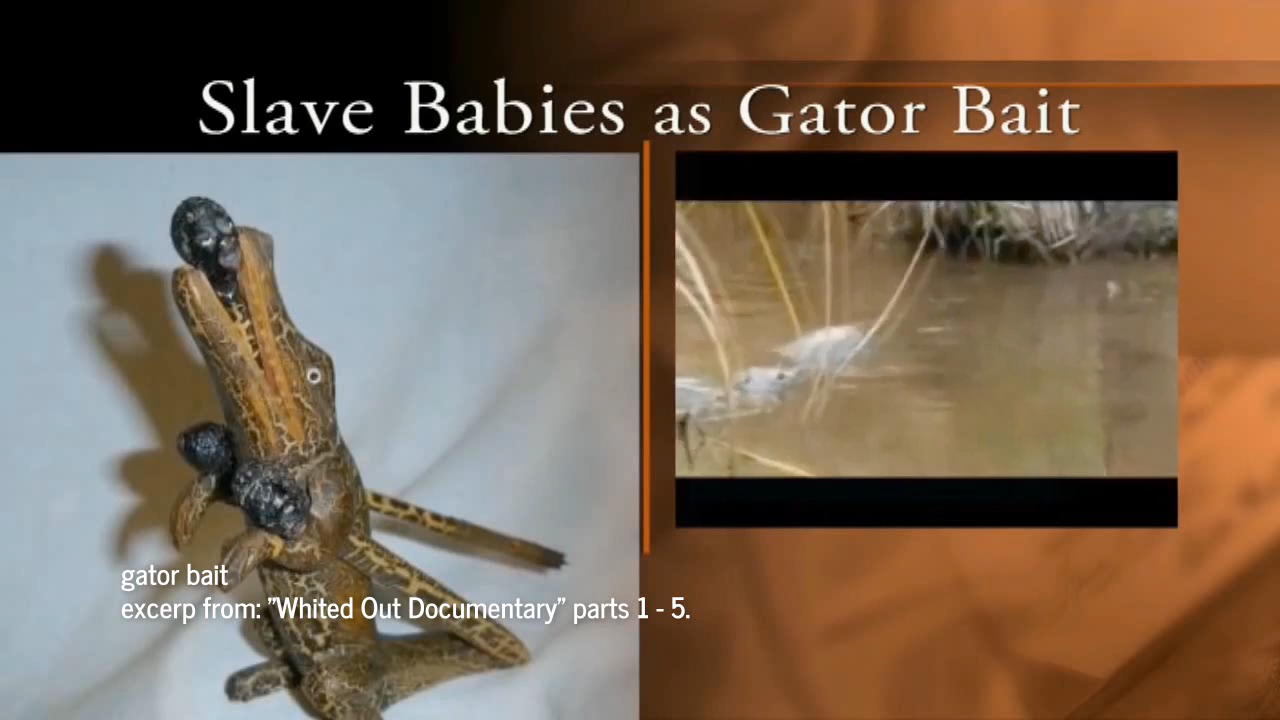 Slave Babies as Gator Bait
gator bait
excerp from: "Whited Out Documentary" parts 1 - 5.